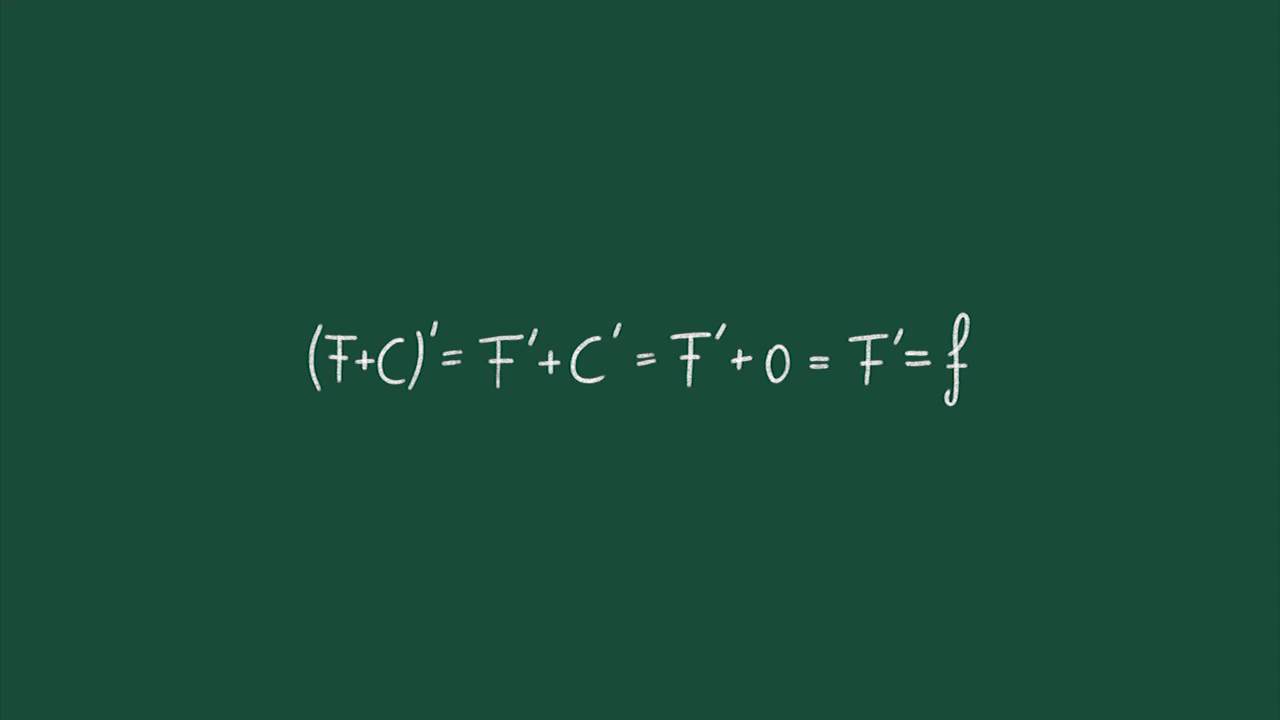 (F+C)′= F′+C′ = F′+0 = F′= f